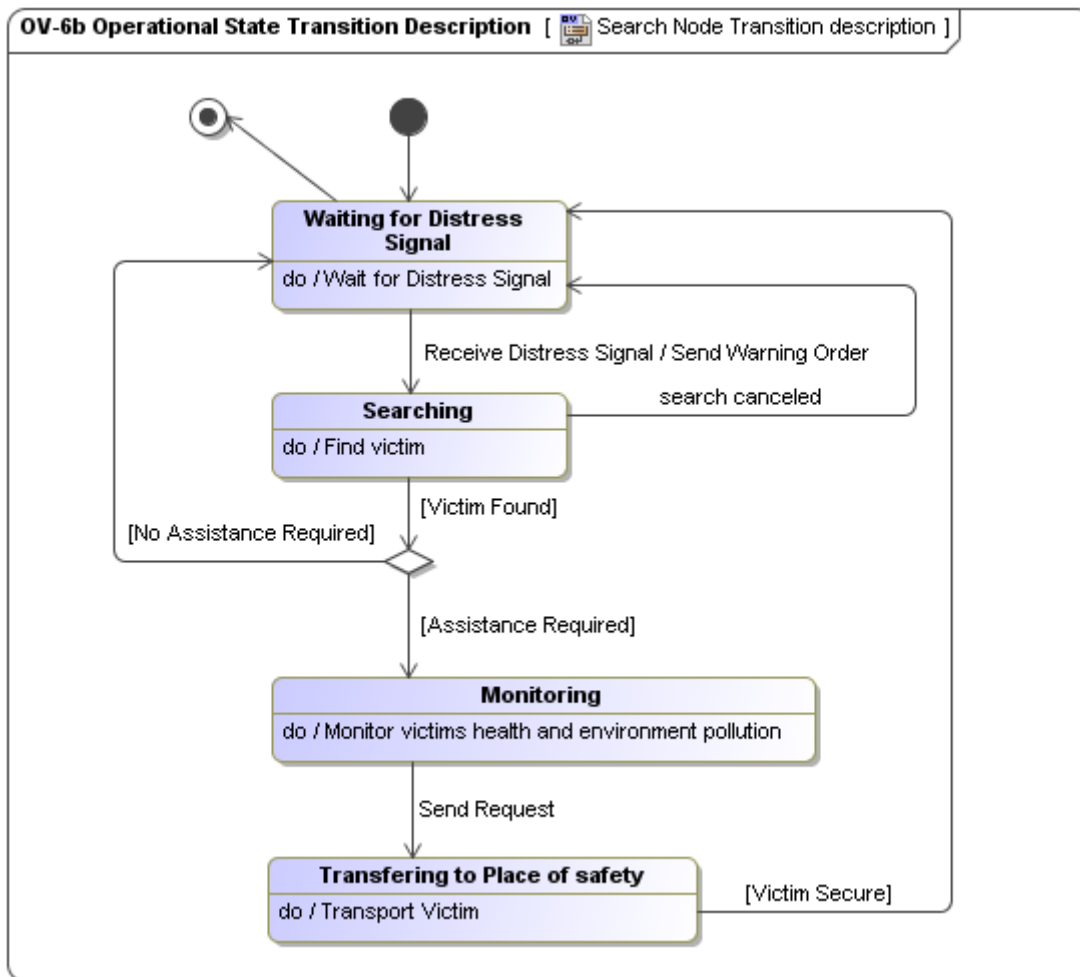 OV-6b Operational State Transition Description [ Search Node Transition description ]
Waiting for Distress
Signal
do / Wait for Distress Signal
Receive Distress Signal / Send Warning Order
search canceled
Searching
do / Find victim
[Victim Found]
[No Assistance Required]
[Assistance Required]
Monitoring
do / Monitor victims health and environment pollution
Send Request
Transfering to Place of safety
[Victim Secure]
do / Transport Victim